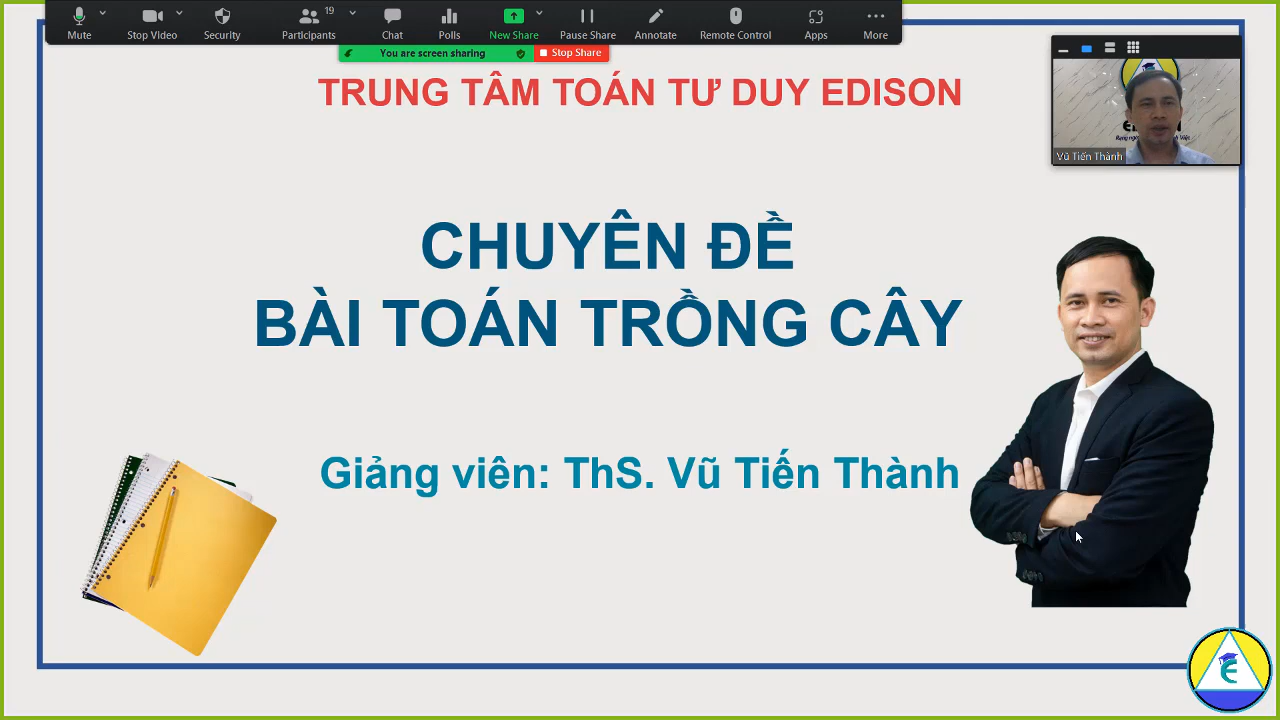 19
Mute
Stop Video
Security
Participants
Chat
Polls
New Share
Pause Share
Annotate
Remote Control
Apps
More
You are screen sharing
Stop Share
TRUNG TÂM TOÁN TƯ DUY EDISON
Vũ Tiến Thành
CHUYÊN ĐỀ
BÀI TOÁN TRỒNG CÂY
Giảng viên: ThS. Vũ Tiến Thành
E